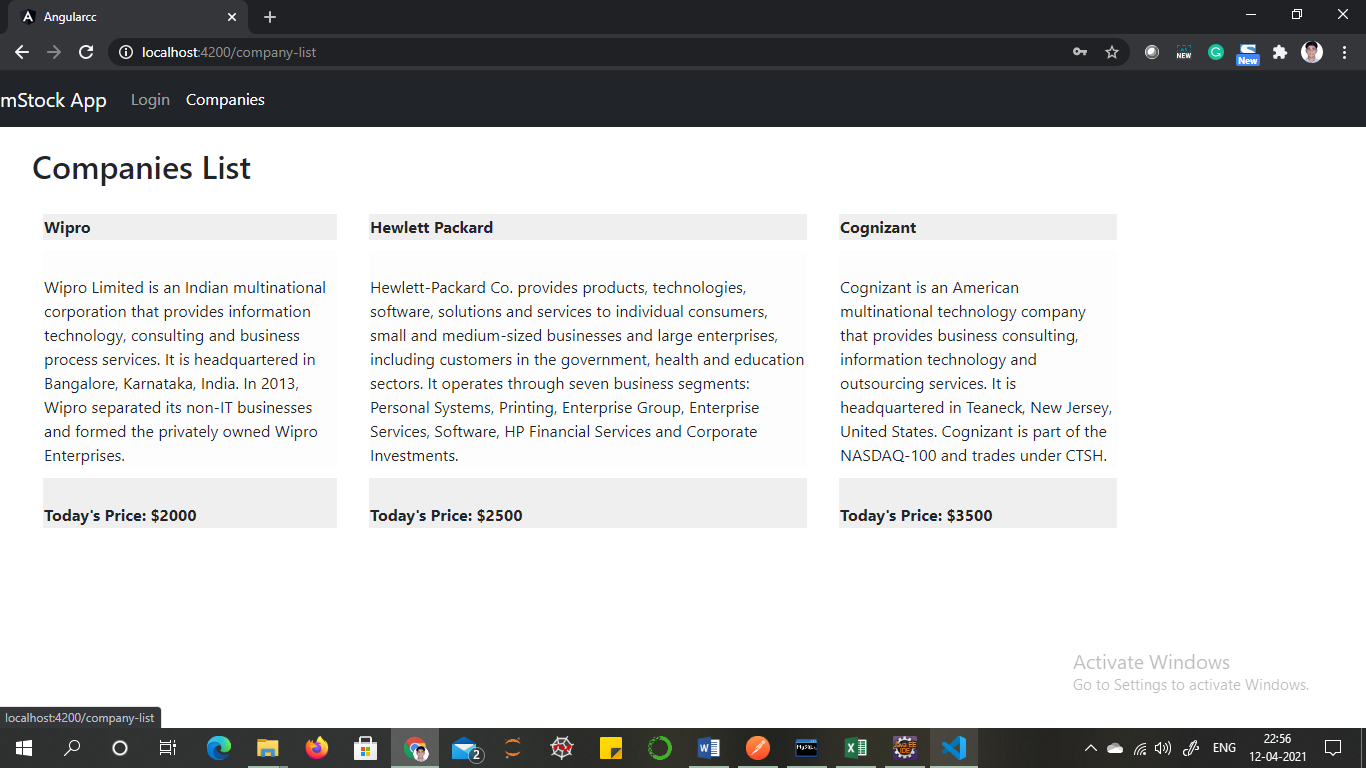 Angularcc
localhost:4200/company-list
NEW
New
mStock App Login Companies
Companies List
Wipro
Wipro Limited is an Indian multinational
corporation that provides information
technology, consulting and business
process services. It is headquartered in
Bangalore, Karnataka, India. In 2013,
Wipro separated its non-IT businesses
and formed the privately owned Wipro
Enterprises.
Today's Price: $2000
Hewlett Packard
Hewlett-Packard Co. provides products, technologies,
software, solutions and services to individual consumers,
small and medium-sized businesses and large enterprises,
including customers in the government, health and education
sectors. It operates through seven business segments:
Personal Systems, Printing, Enterprise Group, Enterprise
Services, Software, HP Financial Services and Corporate
Investments.
Today's Price: $2500
Cognizant
Cognizant is an American
multinational technology company
that provides business consulting,
information technology and
outsourcing services. It is
headquartered in Teaneck, New Jersey,
United States. Cognizant is part of the
NASDAQ-100 and trades under CTSH.
Today's Price: $3500
Activate Windows
Go to Settings to activate Windows.
localhost:4200/company-list
2
ENG
22:56
12-04-2021